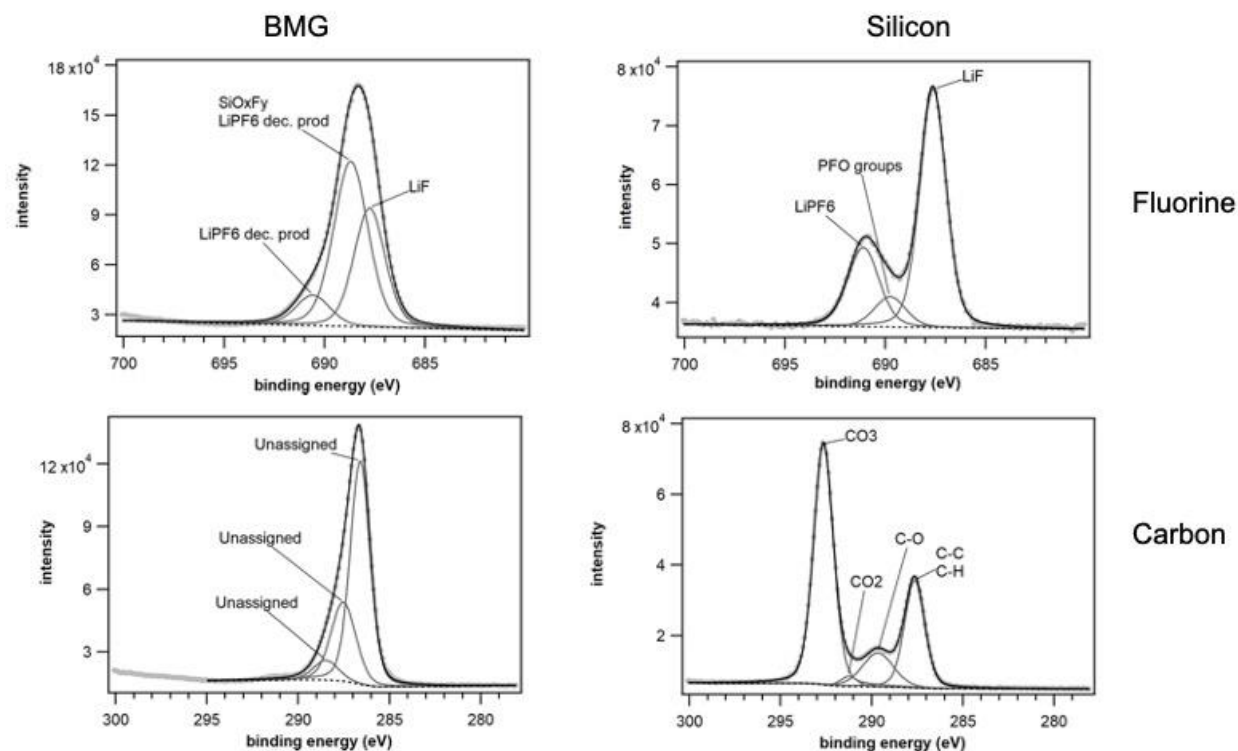 BMG
Silicon
18 x10⁴
15
12
9
6
3
intensity
SiOxFy
LiPF6 dec. prod
LiF
LiPF6 dec. prod
700
695
690
685
binding energy (eV)
8 x10⁴
7
6
5
4
intensity
LiF
PFO groups
LiPF6
700
695
690
685
binding energy (eV)
Fluorine
12 x10⁴
9
6
3
intensity
Unassigned
Unassigned
Unassigned
300
295
290
285
280
binding energy (eV)
8 x10⁴
6
4
2
intensity
CO3
C-O
C-C
C-H
CO2
300
295
290
285
280
binding energy (eV)
Carbon